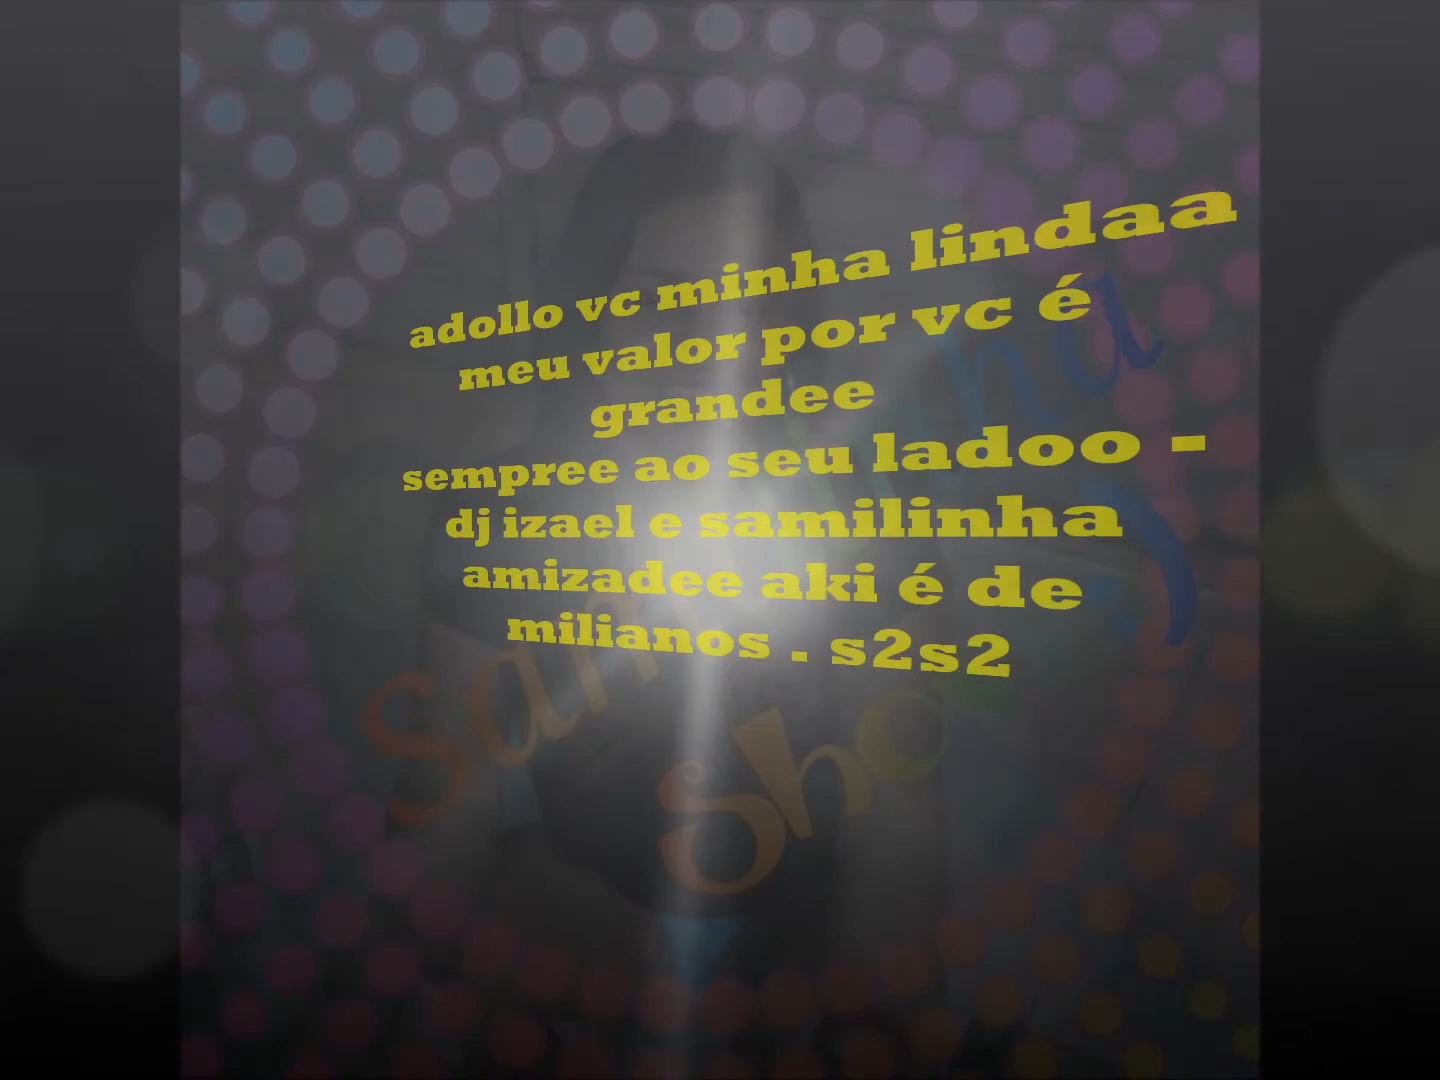 adollo vc minha lindaa
meu valor por vc é
grandee
sempree ao seu ladoo -
dj izael e samilinha
amizadee aki é de
milianos . s2s2